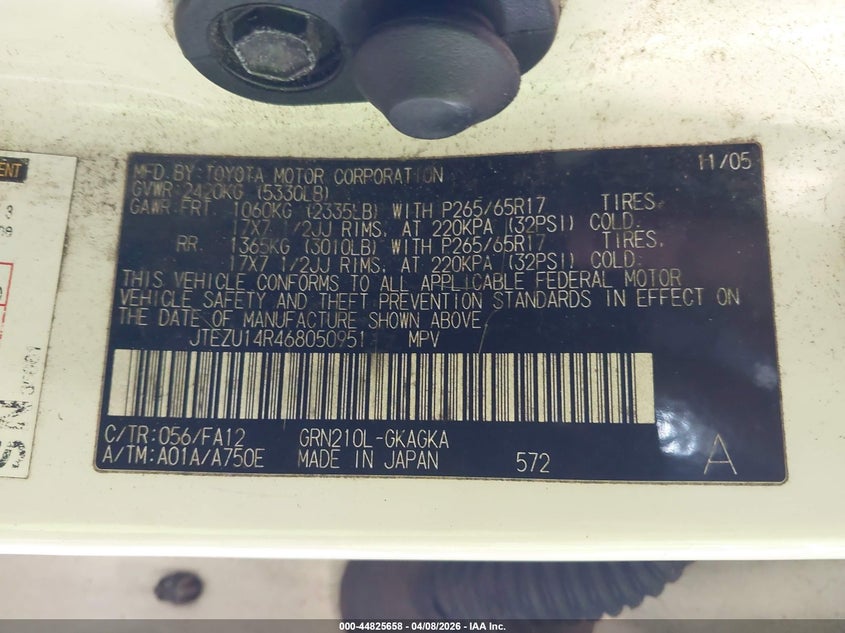 MFD.BY:TOYOTA MOTOR CORPORATION 11/05
GVWR:2420KG (5330LB)
GAWR:FRT. 1060KG (2335LB) WITH P265/65R17 TIRES,
17X7 1/2JJ RIMS, AT 220KPA (32PSI) COLD.
RR. 1365KG (3010LB) WITH P265/65R17 TIRES,
17X7 1/2JJ RIMS, AT 220KPA (32PSI) COLD.
THIS VEHICLE CONFORMS TO ALL APPLICABLE FEDERAL MOTOR
VEHICLE SAFETY AND THEFT PREVENTION STANDARDS IN EFFECT ON
THE DATE OF MANUFACTURE SHOWN ABOVE.
JTEZU14R468050951 MPV
C/TR:056/FA12 GRN210L-GKAGKA
A/TM:A01A/A750E MADE IN JAPAN 572 A
000-44825658 - 04/08/2026 - IAA Inc.